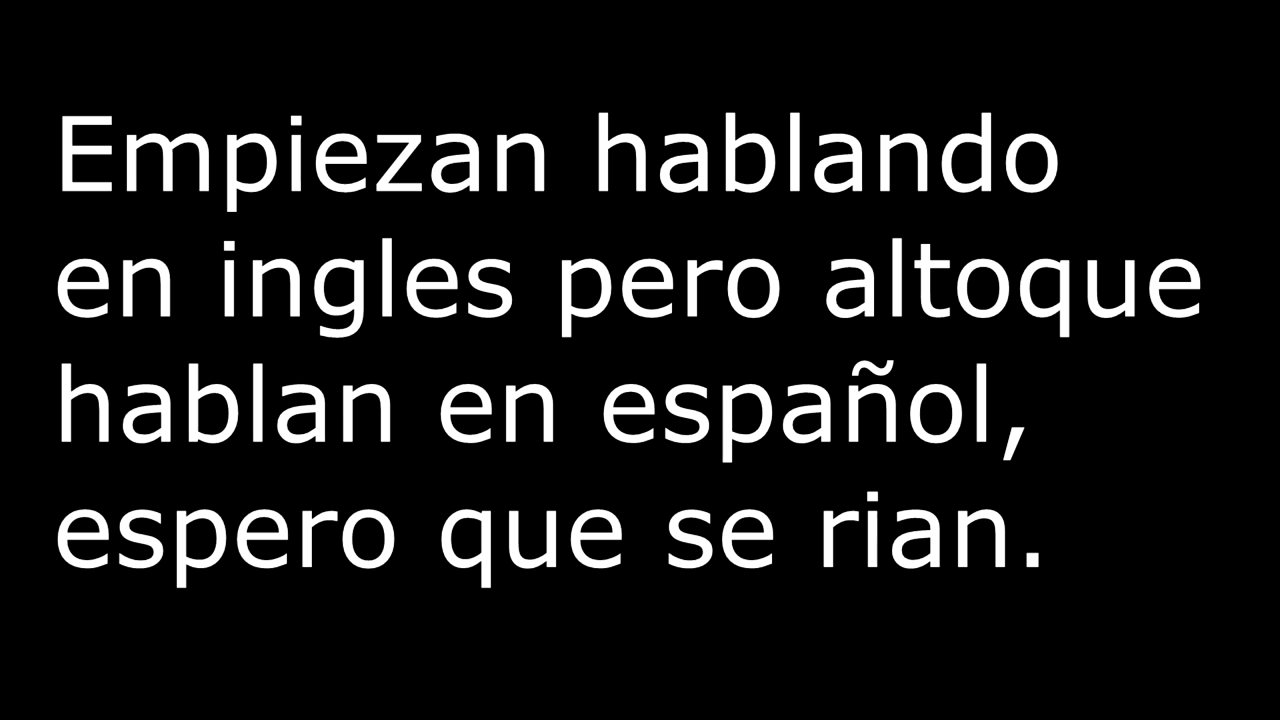 Empiezan hablando
en ingles pero altoque
hablan en español,
espero que se rian.